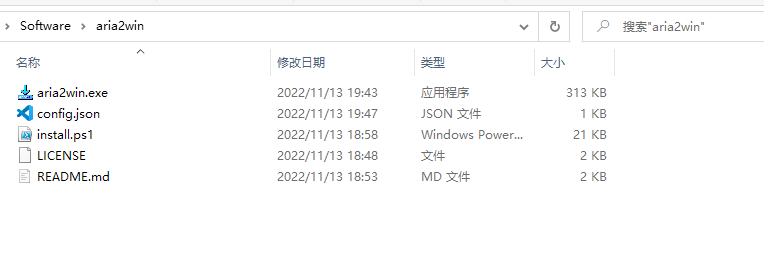 Software > aria2win
搜索"aria2win"
名称 修改日期 类型 大小
aria2win.exe 2022/11/13 19:43 应用程序 313 KB
config.json 2022/11/13 19:47 JSON 文件 1 KB
install.ps1 2022/11/13 18:58 Windows Power... 21 KB
LICENSE 2022/11/13 18:48 文件 2 KB
README.md 2022/11/13 18:53 MD 文件 2 KB